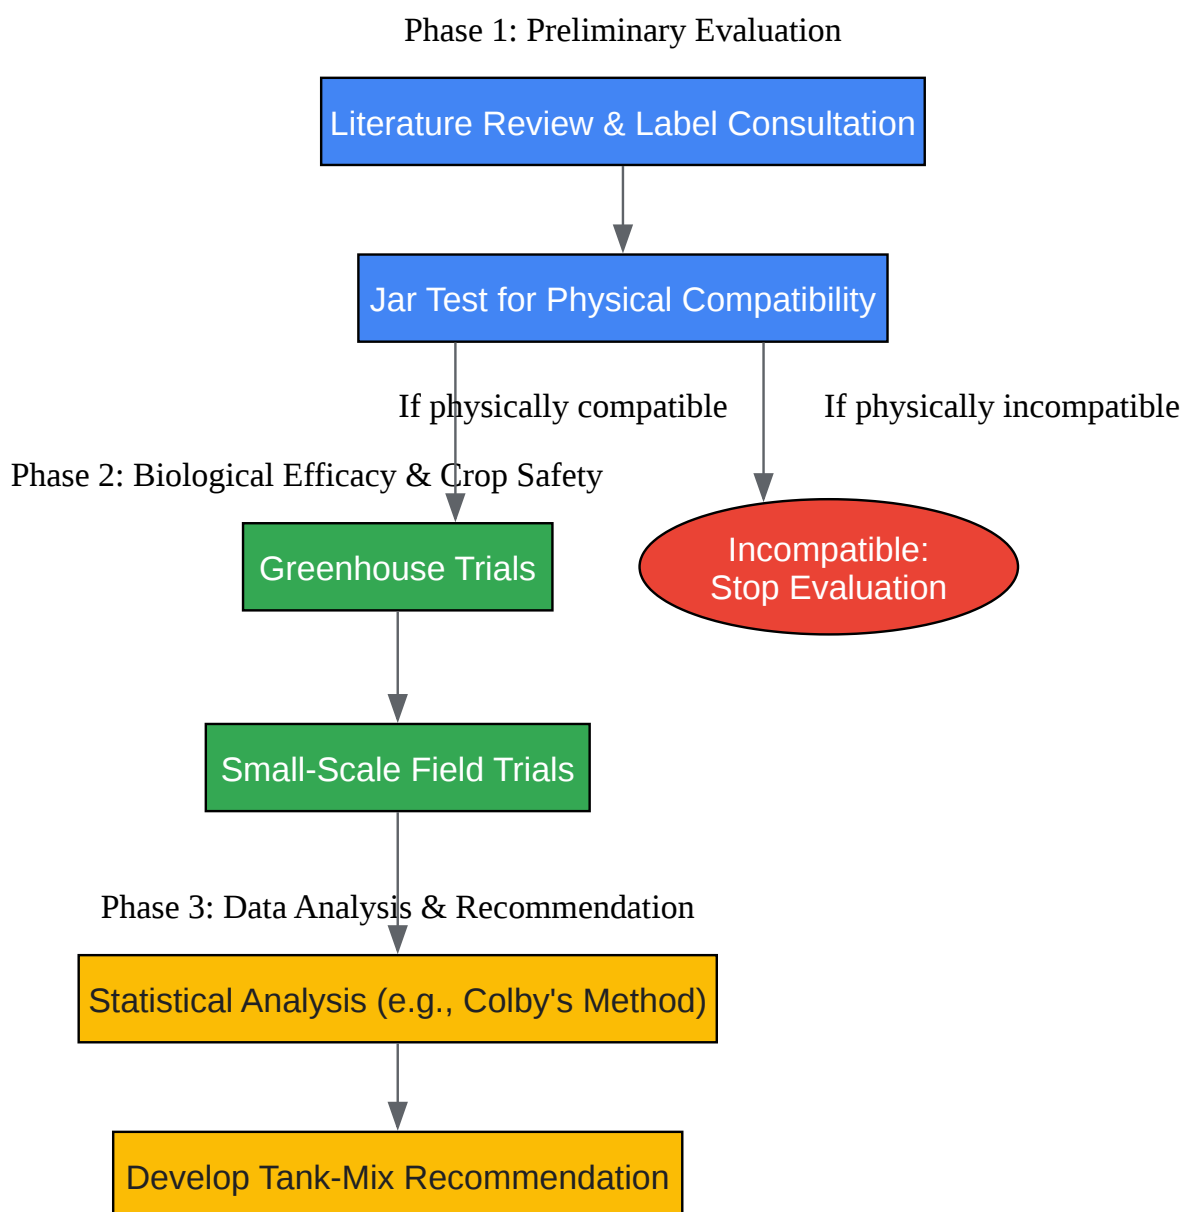 Phase 1: Preliminary Evaluation
Literature Review & Label Consultation
Jar Test for Physical Compatibility
If physically compatible
If physically incompatible
Phase 2: Biological Efficacy & Crop Safety
Greenhouse Trials
Incompatible:
Stop Evaluation
Small-Scale Field Trials
Phase 3: Data Analysis & Recommendation
Statistical Analysis (e.g., Colby's Method)
Develop Tank-Mix Recommendation